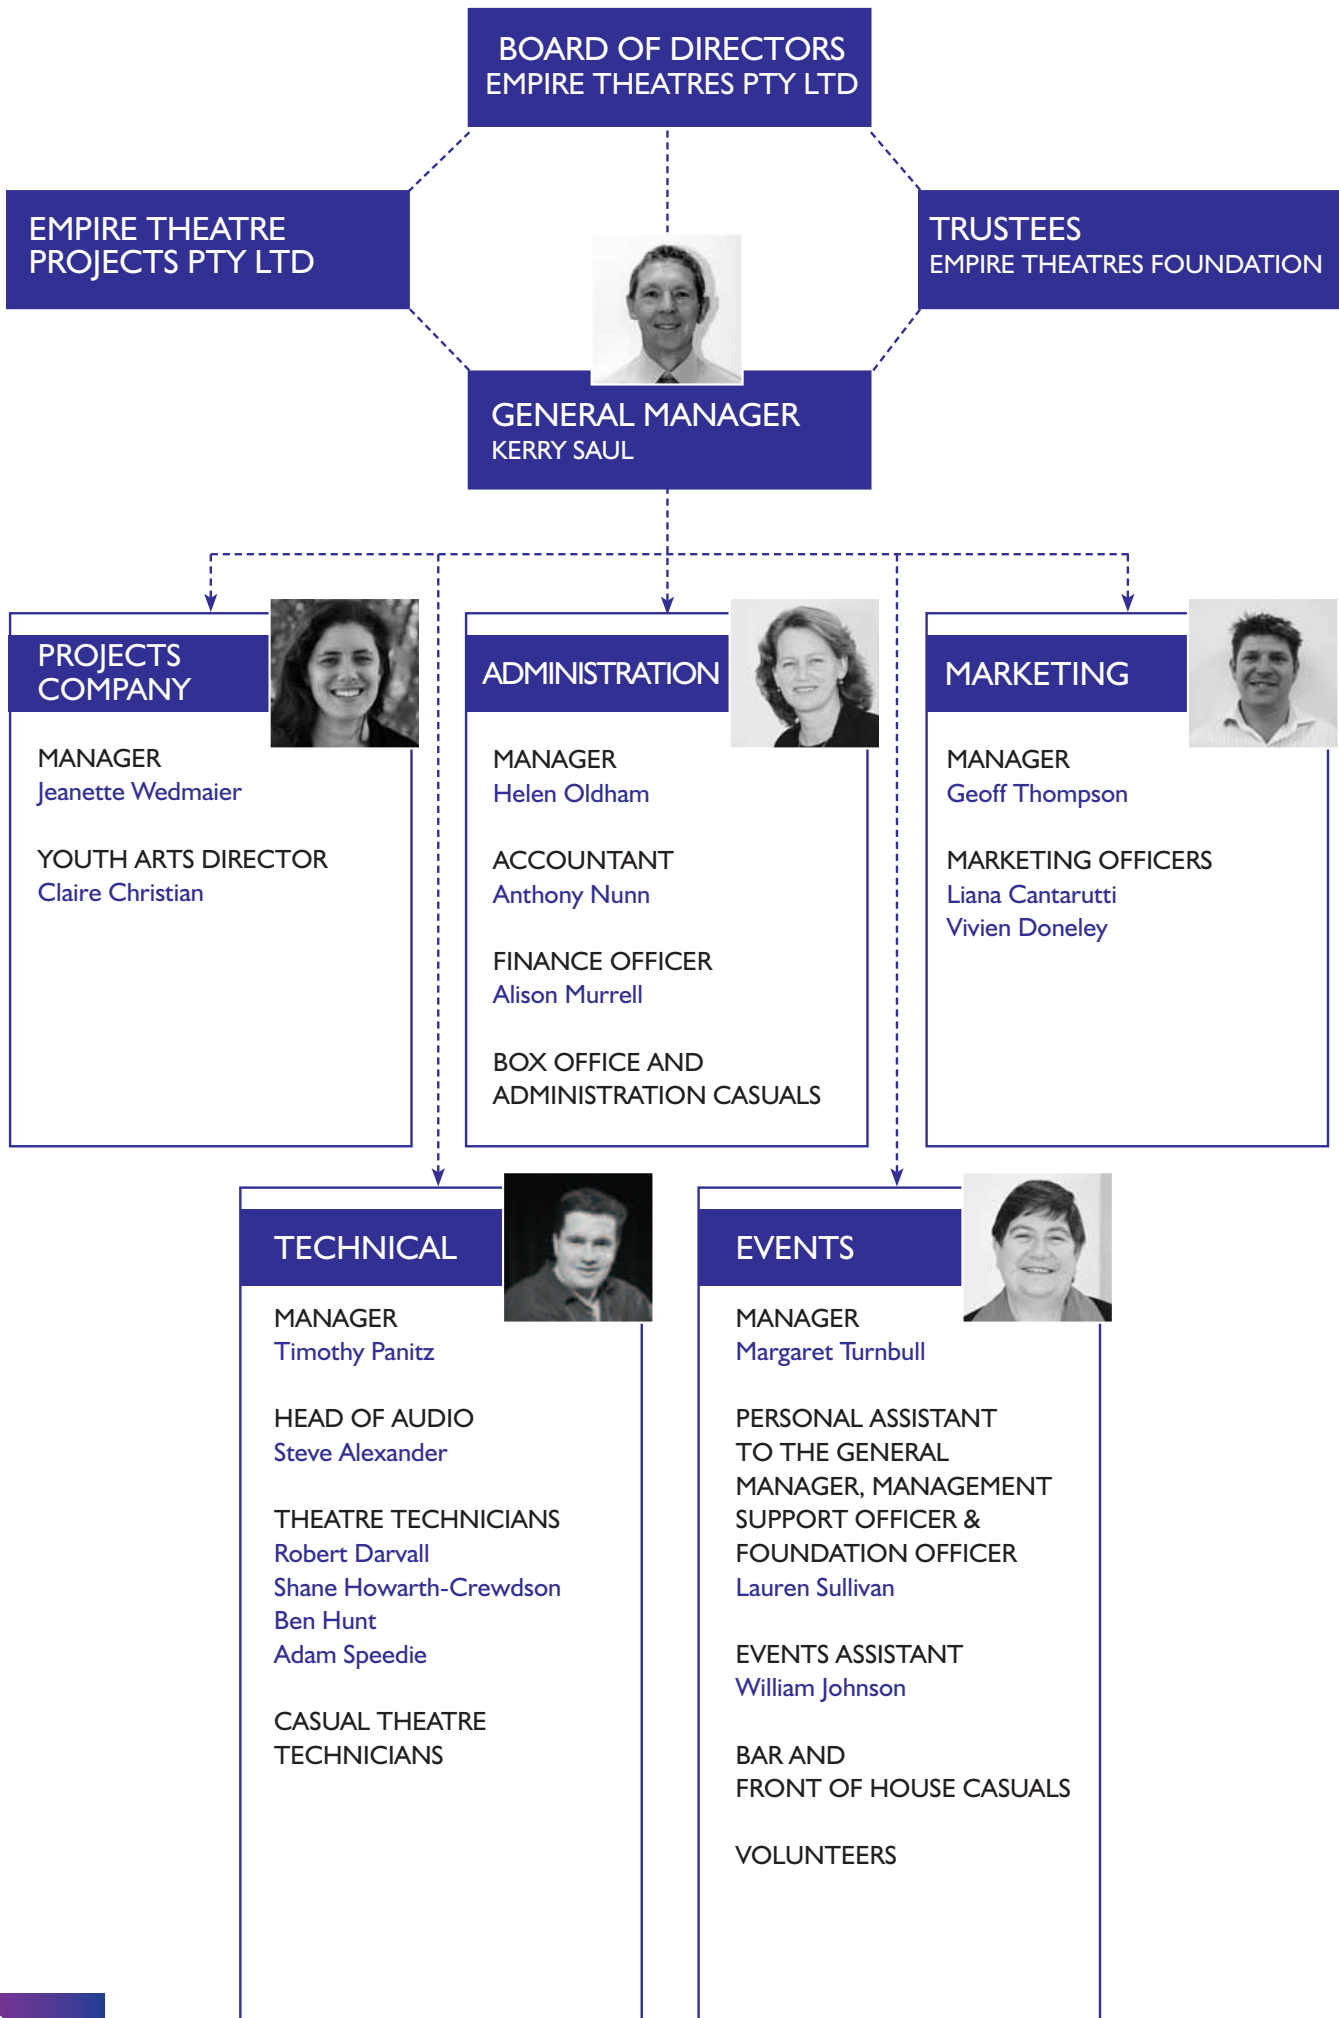 BOARD OF DIRECTORS
EMPIRE THEATRES PTY LTD
EMPIRE THEATRE
PROJECTS PTY LTD
TRUSTEES
EMPIRE THEATRES FOUNDATION
GENERAL MANAGER
KERRY SAUL
PROJECTS
COMPANY
MANAGER
Jeanette Wedmaier
YOUTH ARTS DIRECTOR
Claire Christian
ADMINISTRATION
MANAGER
Helen Oldham
ACCOUNTANT
Anthony Nunn
FINANCE OFFICER
Alison Murrell
BOX OFFICE AND
ADMINISTRATION CASUALS
MARKETING
MANAGER
Geoff Thompson
MARKETING OFFICERS
Liana Cantarutti
Vivien Doneley
TECHNICAL
MANAGER
Timothy Panitz
HEAD OF AUDIO
Steve Alexander
THEATRE TECHNICIANS
Robert Darvall
Shane Howarth-Crewdson
Ben Hunt
Adam Speedie
CASUAL THEATRE
TECHNICIANS
EVENTS
MANAGER
Margaret Turnbull
PERSONAL ASSISTANT
TO THE GENERAL
MANAGER, MANAGEMENT
SUPPORT OFFICER &
FOUNDATION OFFICER
Lauren Sullivan
EVENTS ASSISTANT
William Johnson
BAR AND
FRONT OF HOUSE CASUALS
VOLUNTEERS